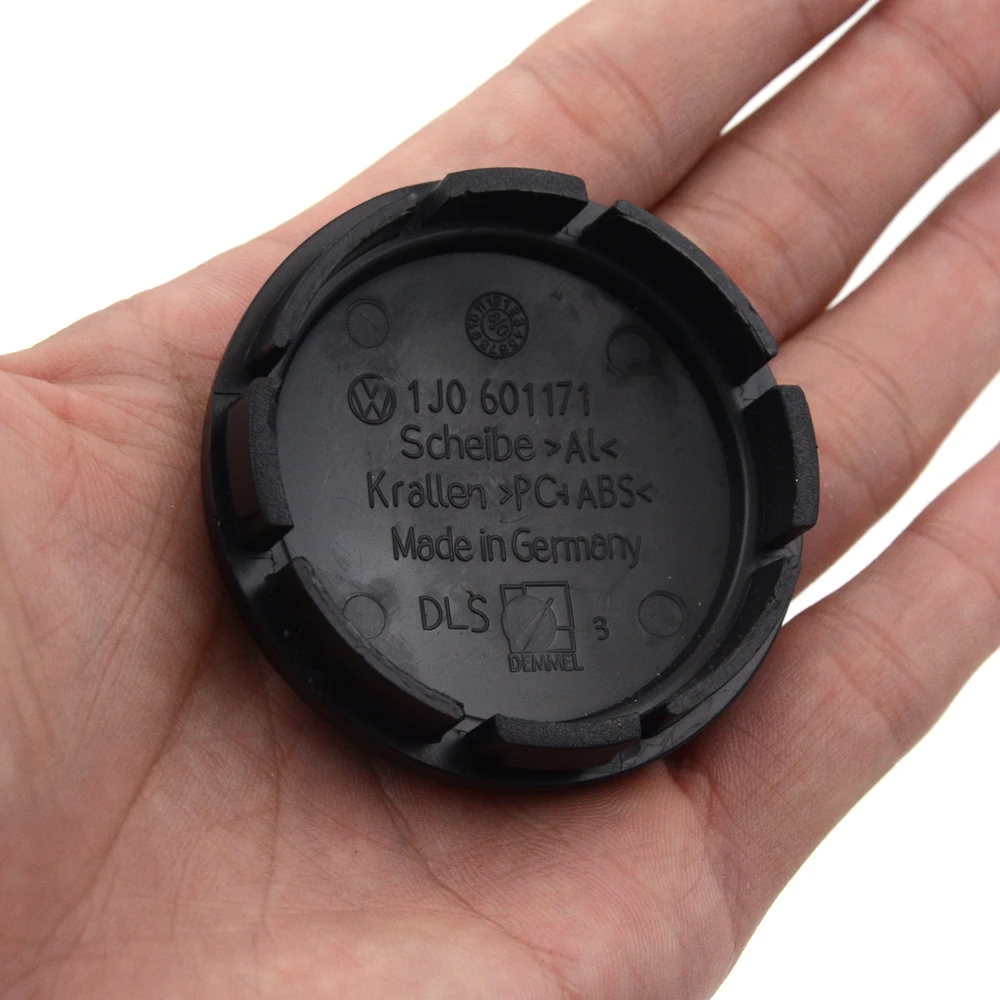 1J0 601171
Scheibe >Al<
Krallen >PC+ABS<
Made in Germany
DLS 3
DEMMEL